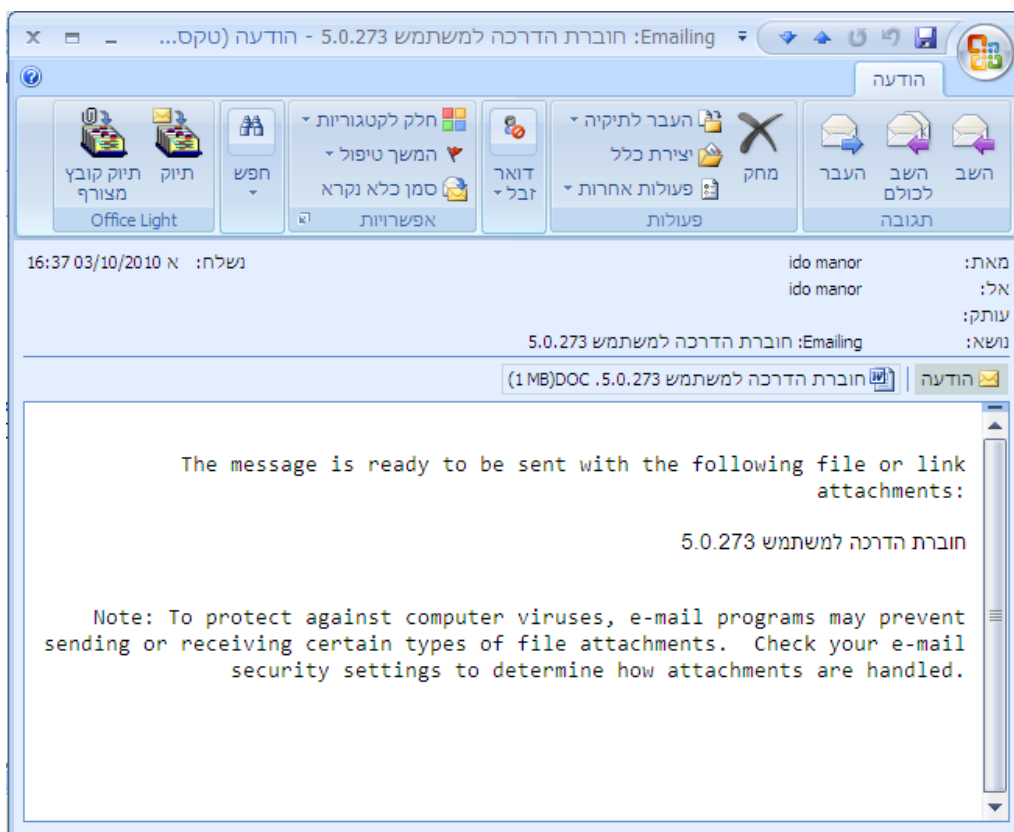 Emailing: חוברת הדרכה למשתמש 5.0.273 - הודעה (טקס...
הודעה
השב
השב לכולם
העבר
תגובה
מחק
העבר לתיקיה
יצירת כלל
פעולות אחרות
פעולות
דואר זבל
חלק לקטגוריות
המשך טיפול
סמן כלא נקרא
אפשרויות
חפש
תיוק
תיוק קובץ מצורף
Office Light
מאת: ido manor
נשלח: א 03/10/2010 16:37
אל: ido manor
עותק:
נושא: Emailing: חוברת הדרכה למשתמש 5.0.273
הודעה
חוברת הדרכה למשתמש 5.0.273. DOC(1 MB)
The message is ready to be sent with the following file or link
attachments:
חוברת הדרכה למשתמש 5.0.273
Note: To protect against computer viruses, e-mail programs may prevent
sending or receiving certain types of file attachments.  Check your e-mail
security settings to determine how attachments are handled.